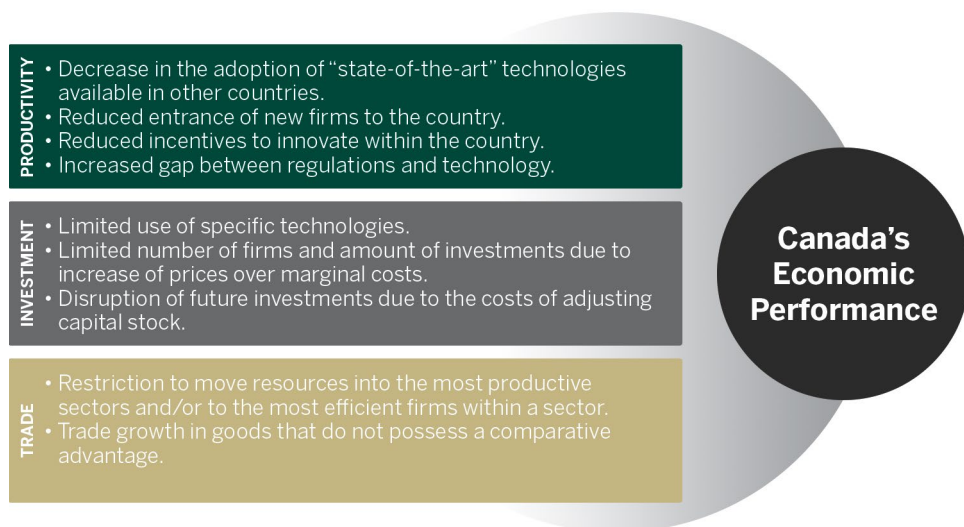 PRODUCTIVITY
• Decrease in the adoption of “state-of-the-art” technologies
available in other countries.
• Reduced entrance of new firms to the country.
• Reduced incentives to innovate within the country.
• Increased gap between regulations and technology.
INVESTMENT
• Limited use of specific technologies.
• Limited number of firms and amount of investments due to
increase of prices over marginal costs.
• Disruption of future investments due to the costs of adjusting
capital stock.
TRADE
• Restriction to move resources into the most productive
sectors and/or to the most efficient firms within a sector.
• Trade growth in goods that do not possess a comparative
advantage.
Canada’s
Economic
Performance